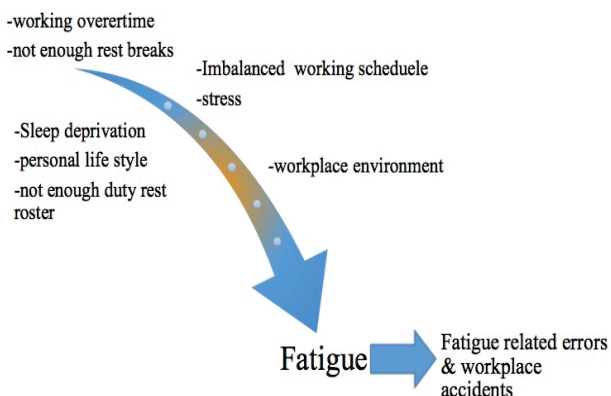 -working overertime
-not enough rest breaks
-Imbalanced working scheduele
-stress
-Sleep deprivation
-personal life style
-not enough duty rest
roster
-workplace environment
Fatigue
Fatigue related errors
& workplace
accidents